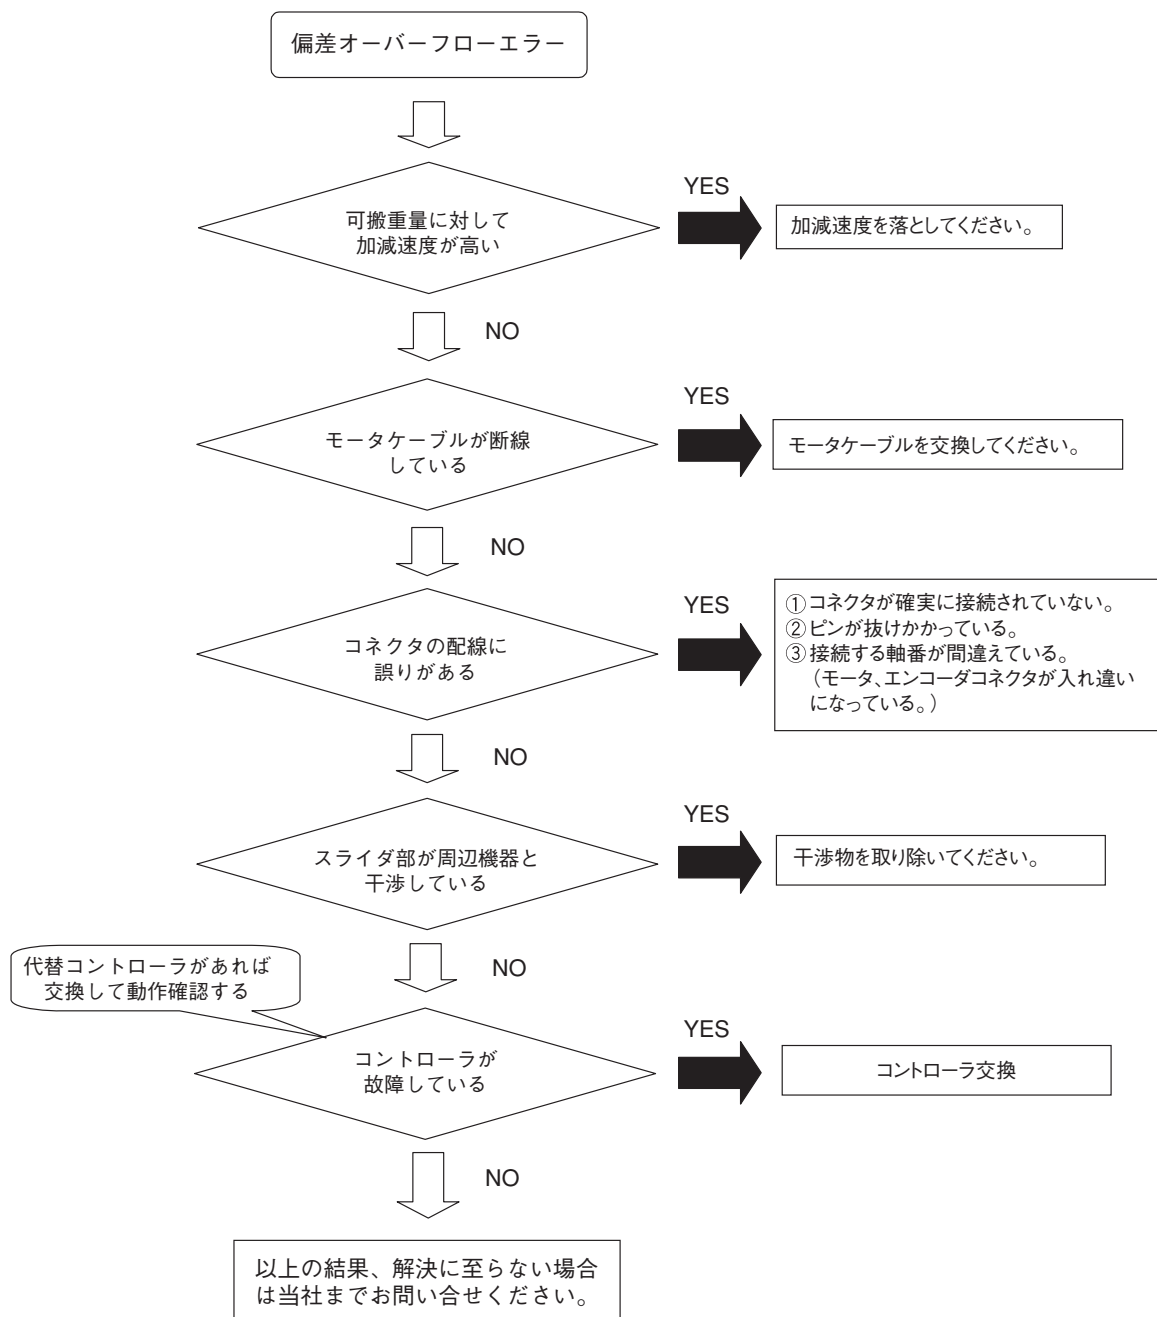 偏差オーバーフローエラー
可搬重量に対して
加減速度が高い
YES
加減速度を落としてください。
NO
モータケーブルが断線
している
YES
モータケーブルを交換してください。
NO
コネクタの配線に
誤りがある
YES
①コネクタが確実に接続されていない。
②ピンが抜けかかっている。
③接続する軸番が間違えている。
（モータ、エンコーダコネクタが入れ違い
になっている。）
NO
スライダ部が周辺機器と
干渉している
YES
干渉物を取り除いてください。
NO
代替コントローラがあれば
交換して動作確認する
コントローラが
故障している
YES
コントローラ交換
NO
以上の結果、解決に至らない場合
は当社までお問い合せください。